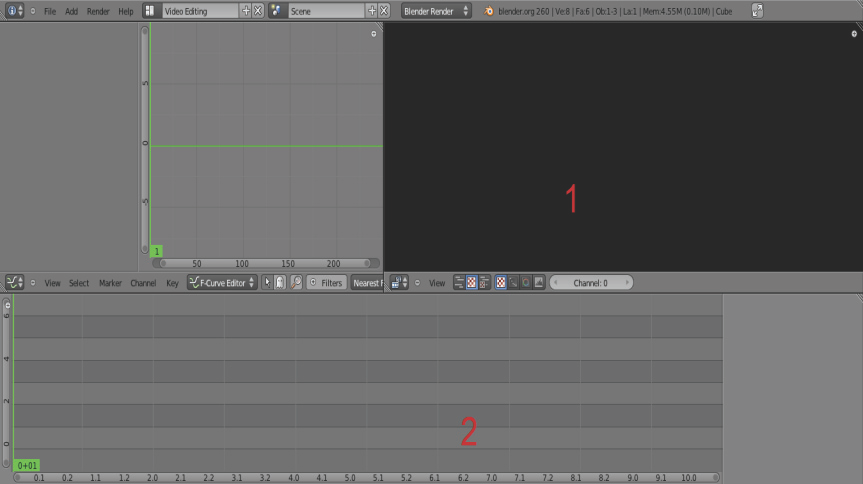 File Add Render Help Video Editing Scene Blender Render blender.org 260 | Ve:8 | Fa:6 | Ob:1-3 | La:1 | Mem:4.55M (0.10M) | Cube
5
0
-5
1
50 100 150 200
1
View Select Marker Channel Key F-Curve Editor Filters Nearest F
View Channel: 0
6
4
2
0
2
0+01
0.1 0.2 1.1 1.2 2.0 2.1 2.2 3.1 3.2 4.0 4.1 5.0 5.1 5.2 6.1 6.2 7.0 7.1 7.2 8.1 8.2 9.0 9.1 10.0